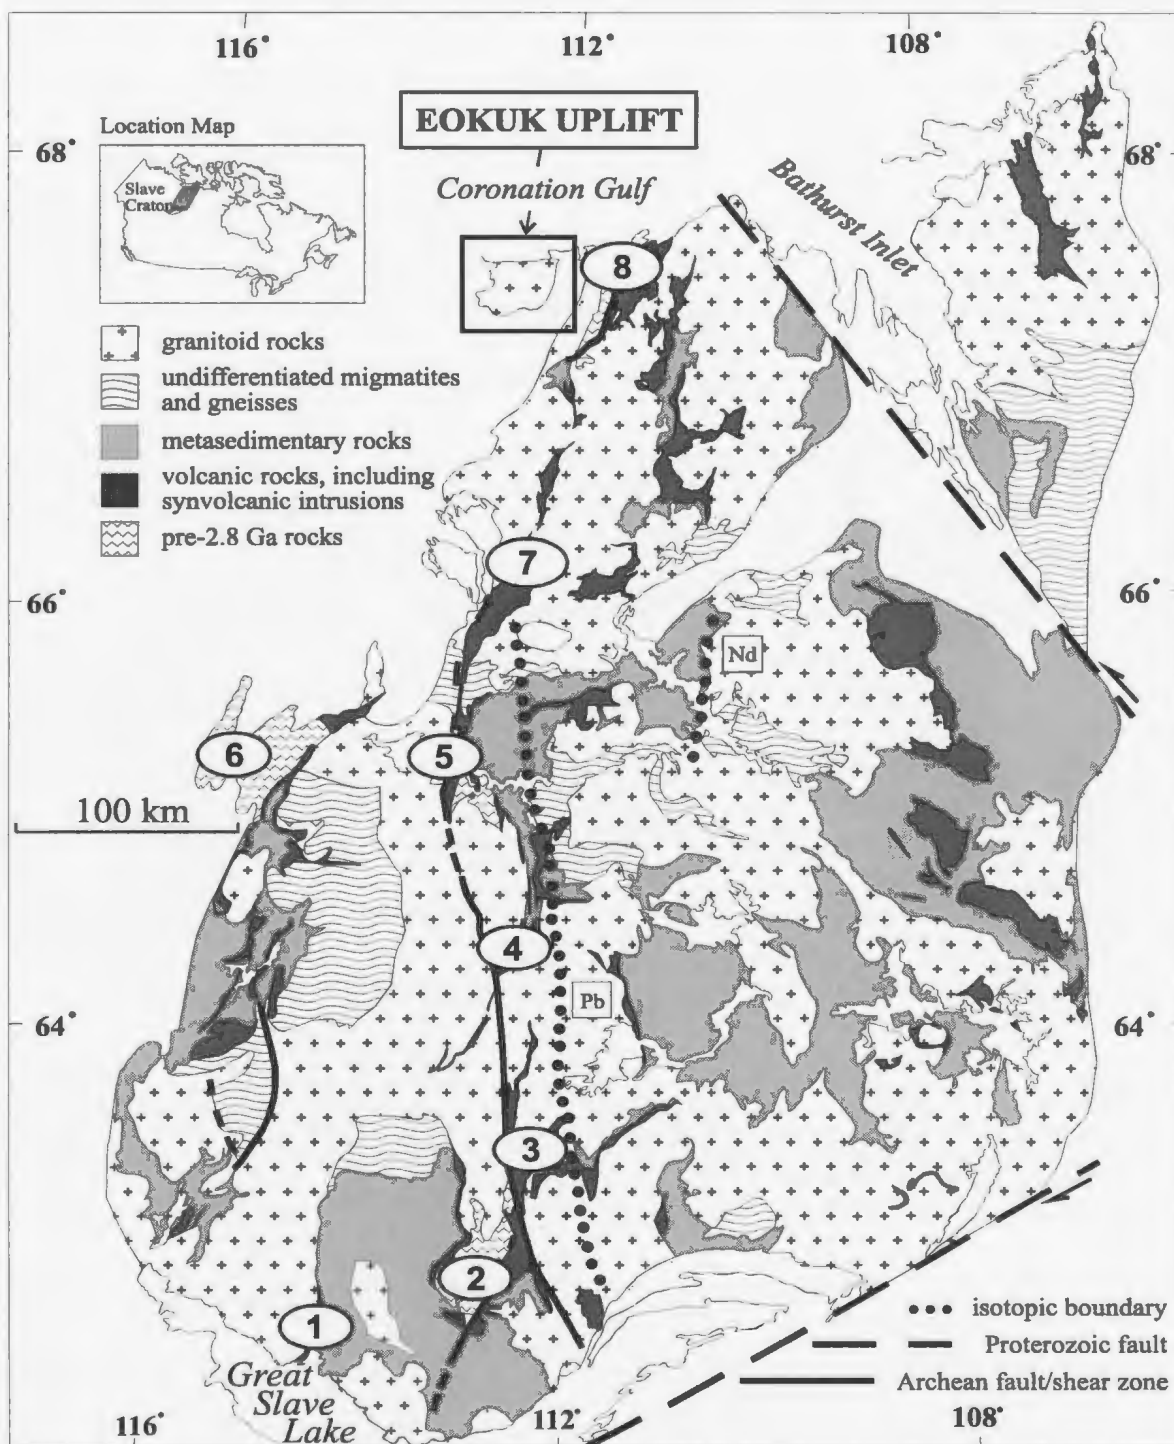 116°
112°
108°
EOKUK UPLIFT
Location Map
68°
68°
Coronation Gulf
Bathurst Inlet
Slave
Craton
8
granitoid rocks
undifferentiated migmatites
and gneisses
metasedimentary rocks
volcanic rocks, including
synvolcanic intrusions
pre-2.8 Ga rocks
7
66°
66°
Nd
6
5
100 km
4
Pb
64°
64°
3
2
1
isotopic boundary
Proterozoic fault
Archean fault/shear zone
Great
Slave
Lake
116°
112°
108°